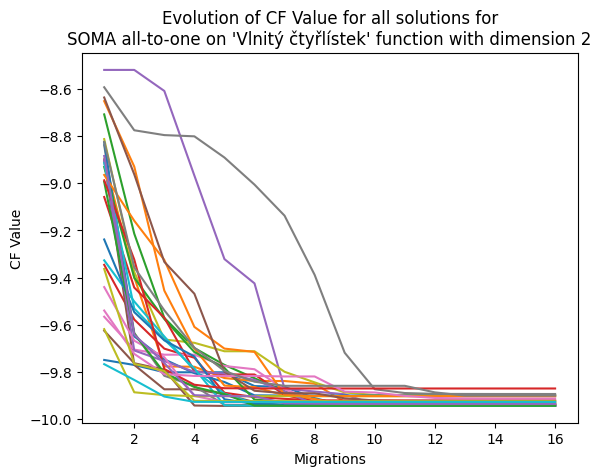 Evolution of CF Value for all solutions for
SOMA all-to-one on 'Vlnitý čtyřlístek' function with dimension 2
CF Value
−8.6
−8.8
−9.0
−9.2
−9.4
−9.6
−9.8
−10.0
2 4 6 8 10 12 14 16
Migrations